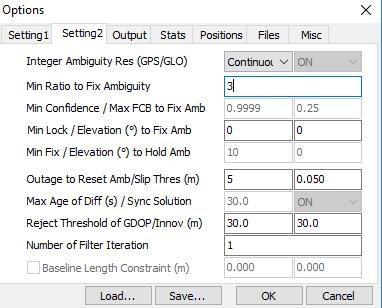 Options
Setting1 Setting2 Output Stats Positions Files Misc
Integer Ambiguity Res (GPS/GLO) Continuou ON
Min Ratio to Fix Ambiguity 3
Min Confidence / Max FCB to Fix Amb 0.9999 0.25
Min Lock / Elevation (°) to Fix Amb 0 0
Min Fix / Elevation (°) to Hold Amb 10 0
Outage to Reset Amb/Slip Thres (m) 5 0.050
Max Age of Diff (s) / Sync Solution 30.0 ON
Reject Threshold of GDOP/Innov (m) 30.0 30.0
Number of Filter Iteration 1
Baseline Length Constraint (m) 0.000 0.000
Load... Save... OK Cancel